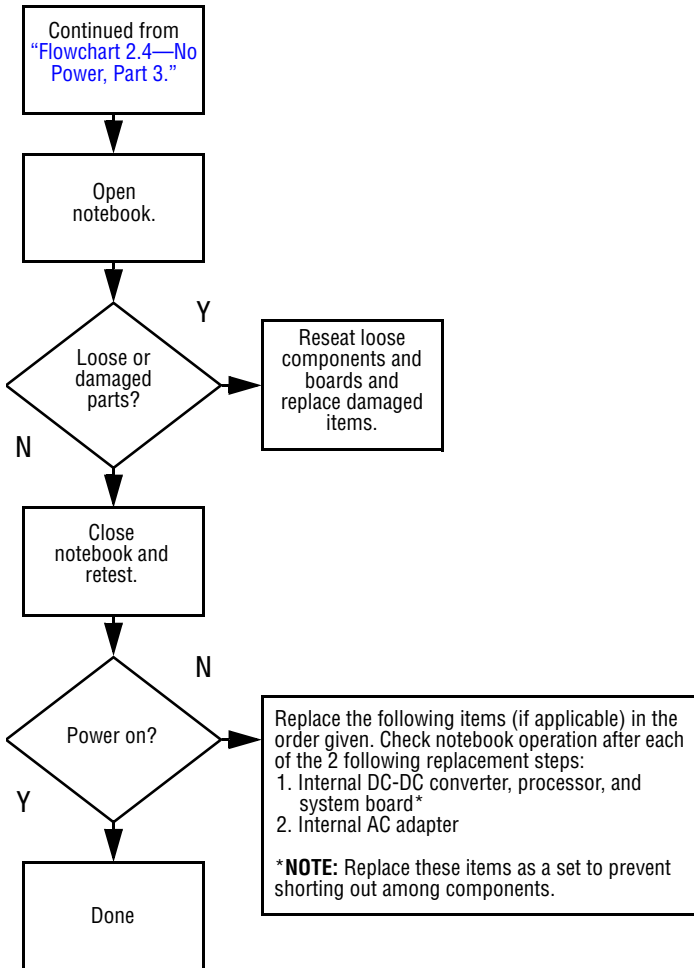 Continued from
“Flowchart 2.4—No
Power, Part 3.”
Open
notebook.
Y
Loose or
damaged
parts?
Reseat loose
components and
boards and
replace damaged
items.
N
Close
notebook and
retest.
N
Power on?
Replace the following items (if applicable) in the
order given. Check notebook operation after each
of the 2 following replacement steps:
1. Internal DC-DC converter, processor, and
system board*
2. Internal AC adapter
*NOTE: Replace these items as a set to prevent
shorting out among components.
Y
Done